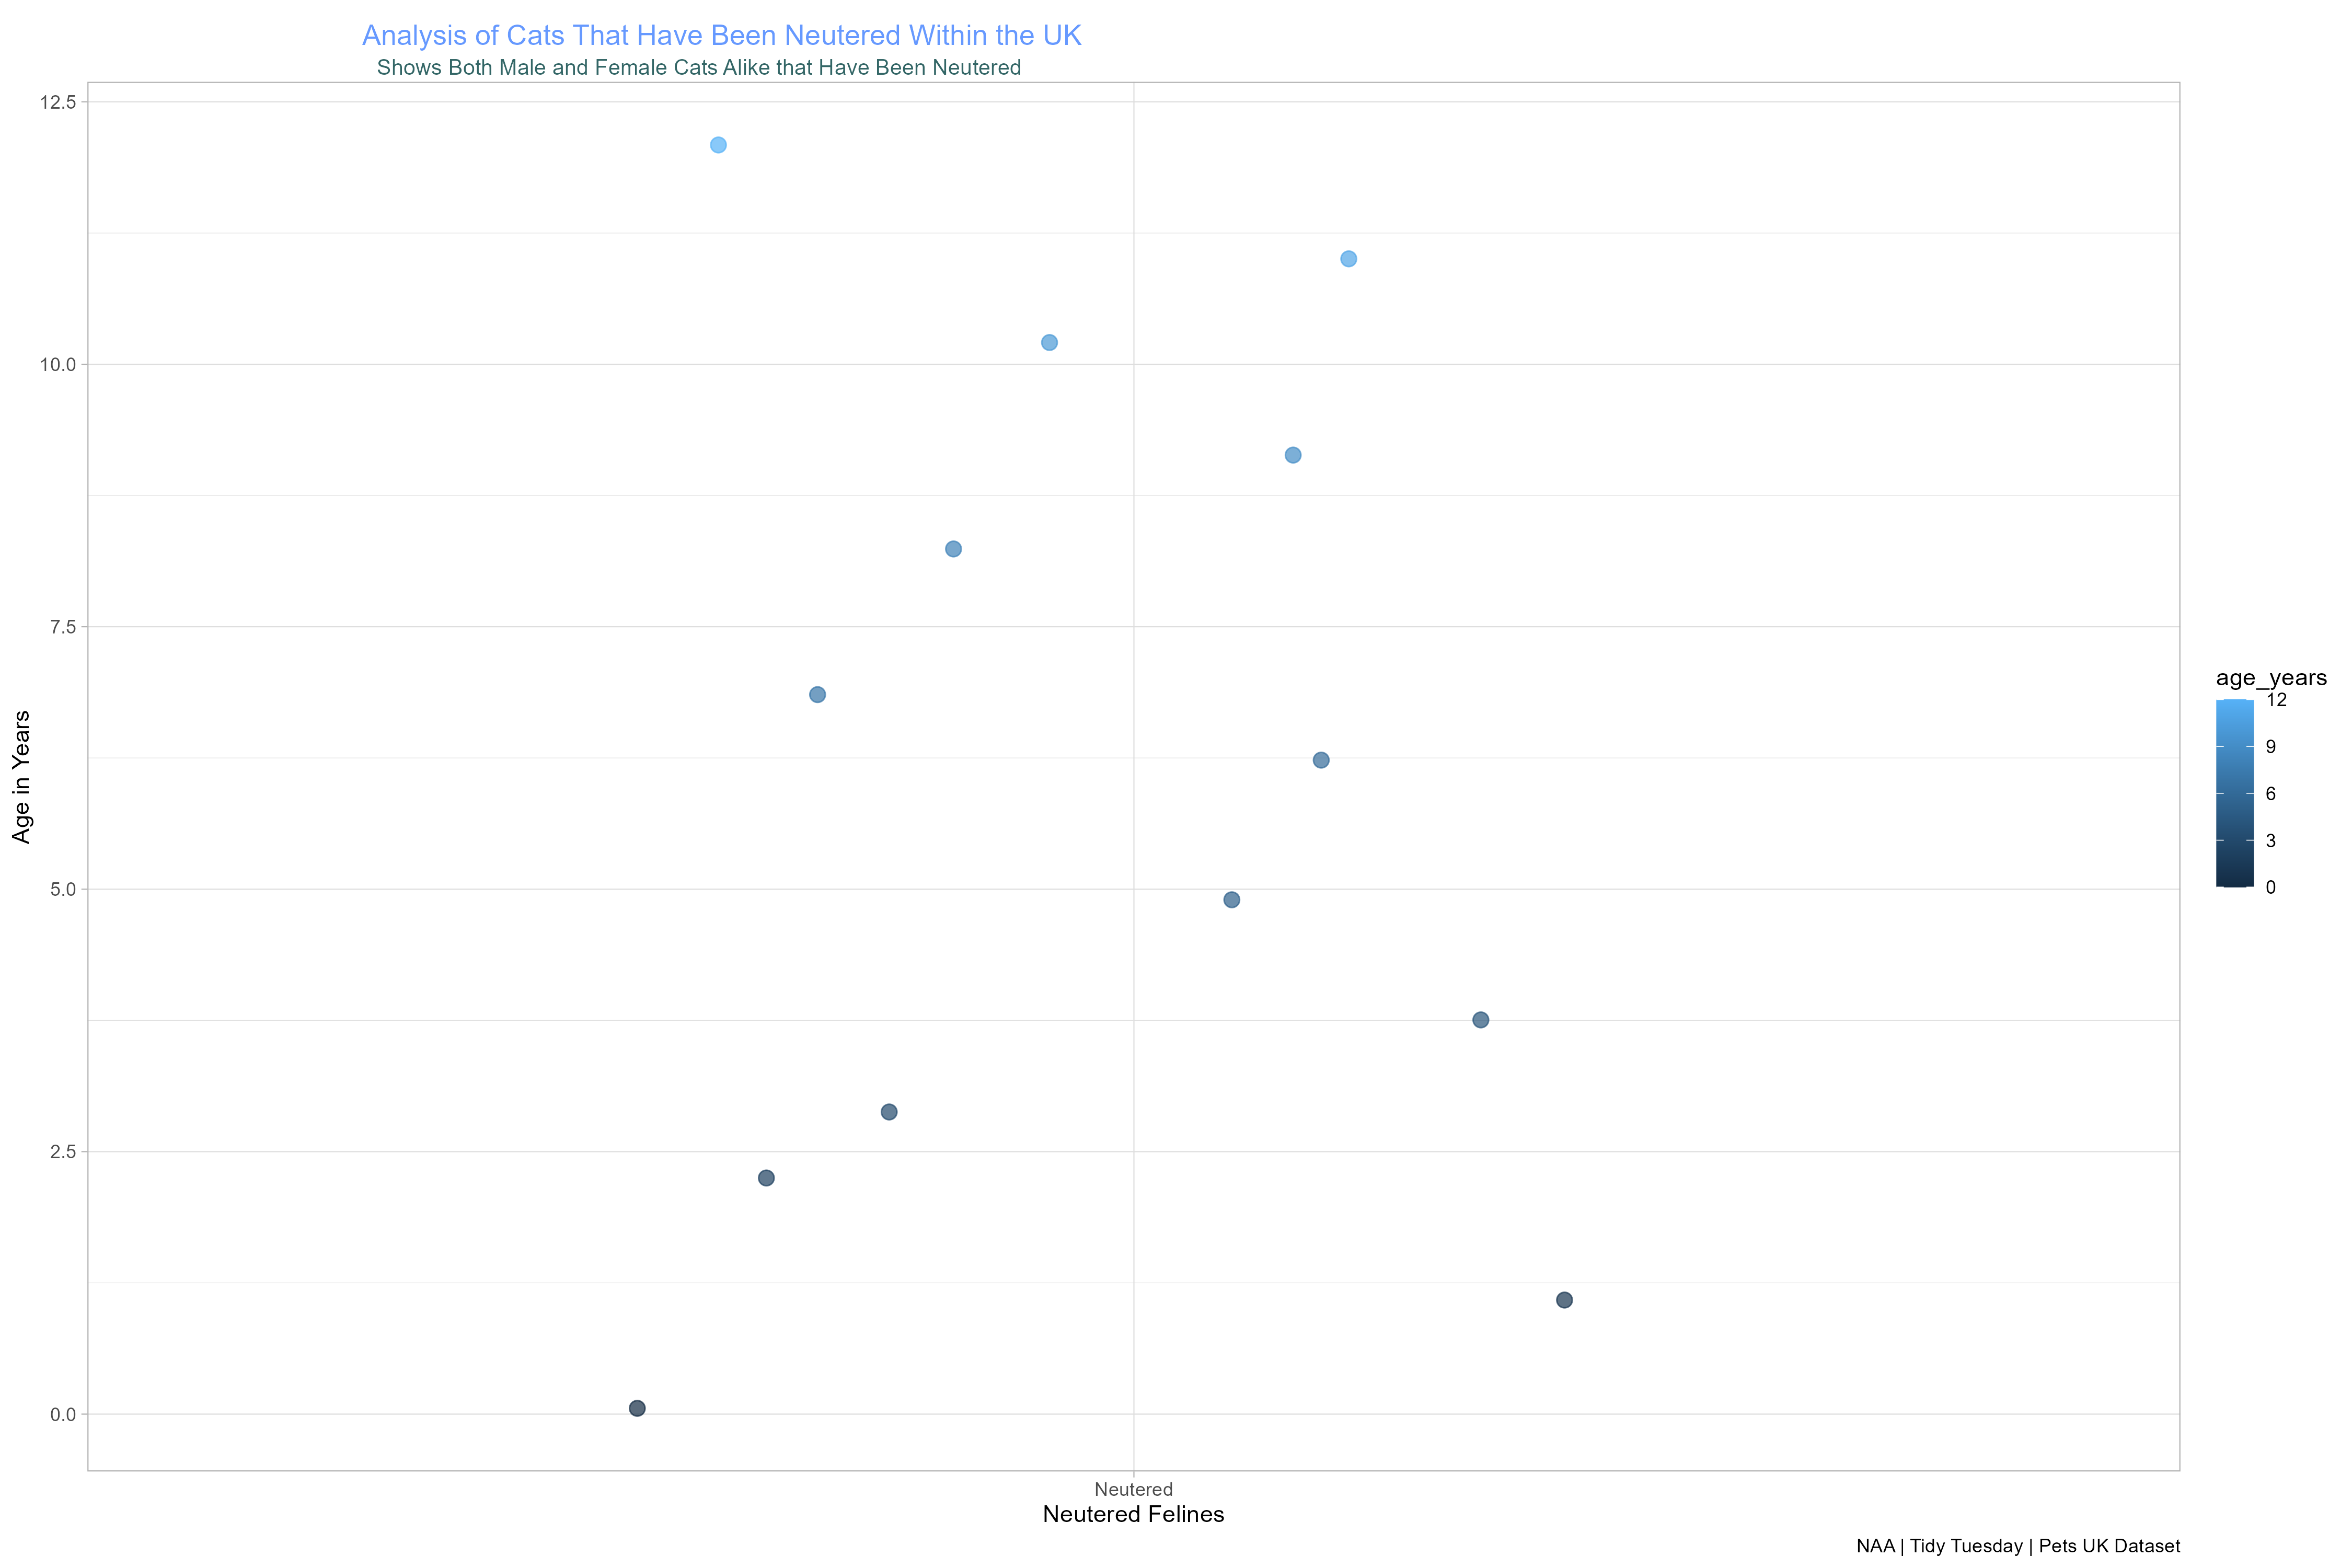 Analysis of Cats That Have Been Neutered Within the UK
Shows Both Male and Female Cats Alike that Have Been Neutered
12.5
10.0
7.5
5.0
2.5
0.0
Age in Years
Neutered
Neutered Felines
age_years
12
9
6
3
0
NAA | Tidy Tuesday | Pets UK Dataset